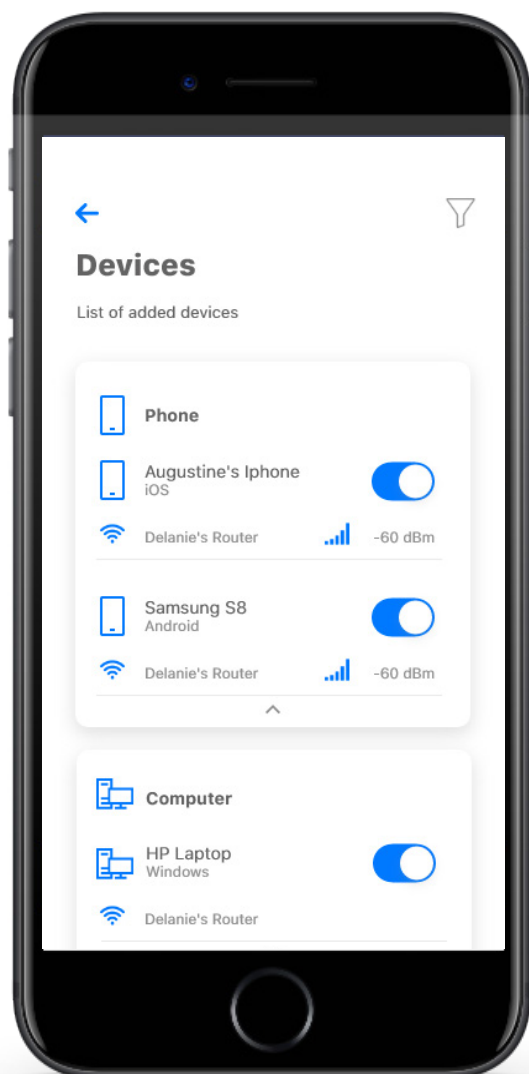 Devices
List of added devices
Phone
Augustine's Iphone
iOS
Delanie's Router -60 dBm
Samsung S8
Android
Delanie's Router -60 dBm
Computer
HP Laptop
Windows
Delanie's Router